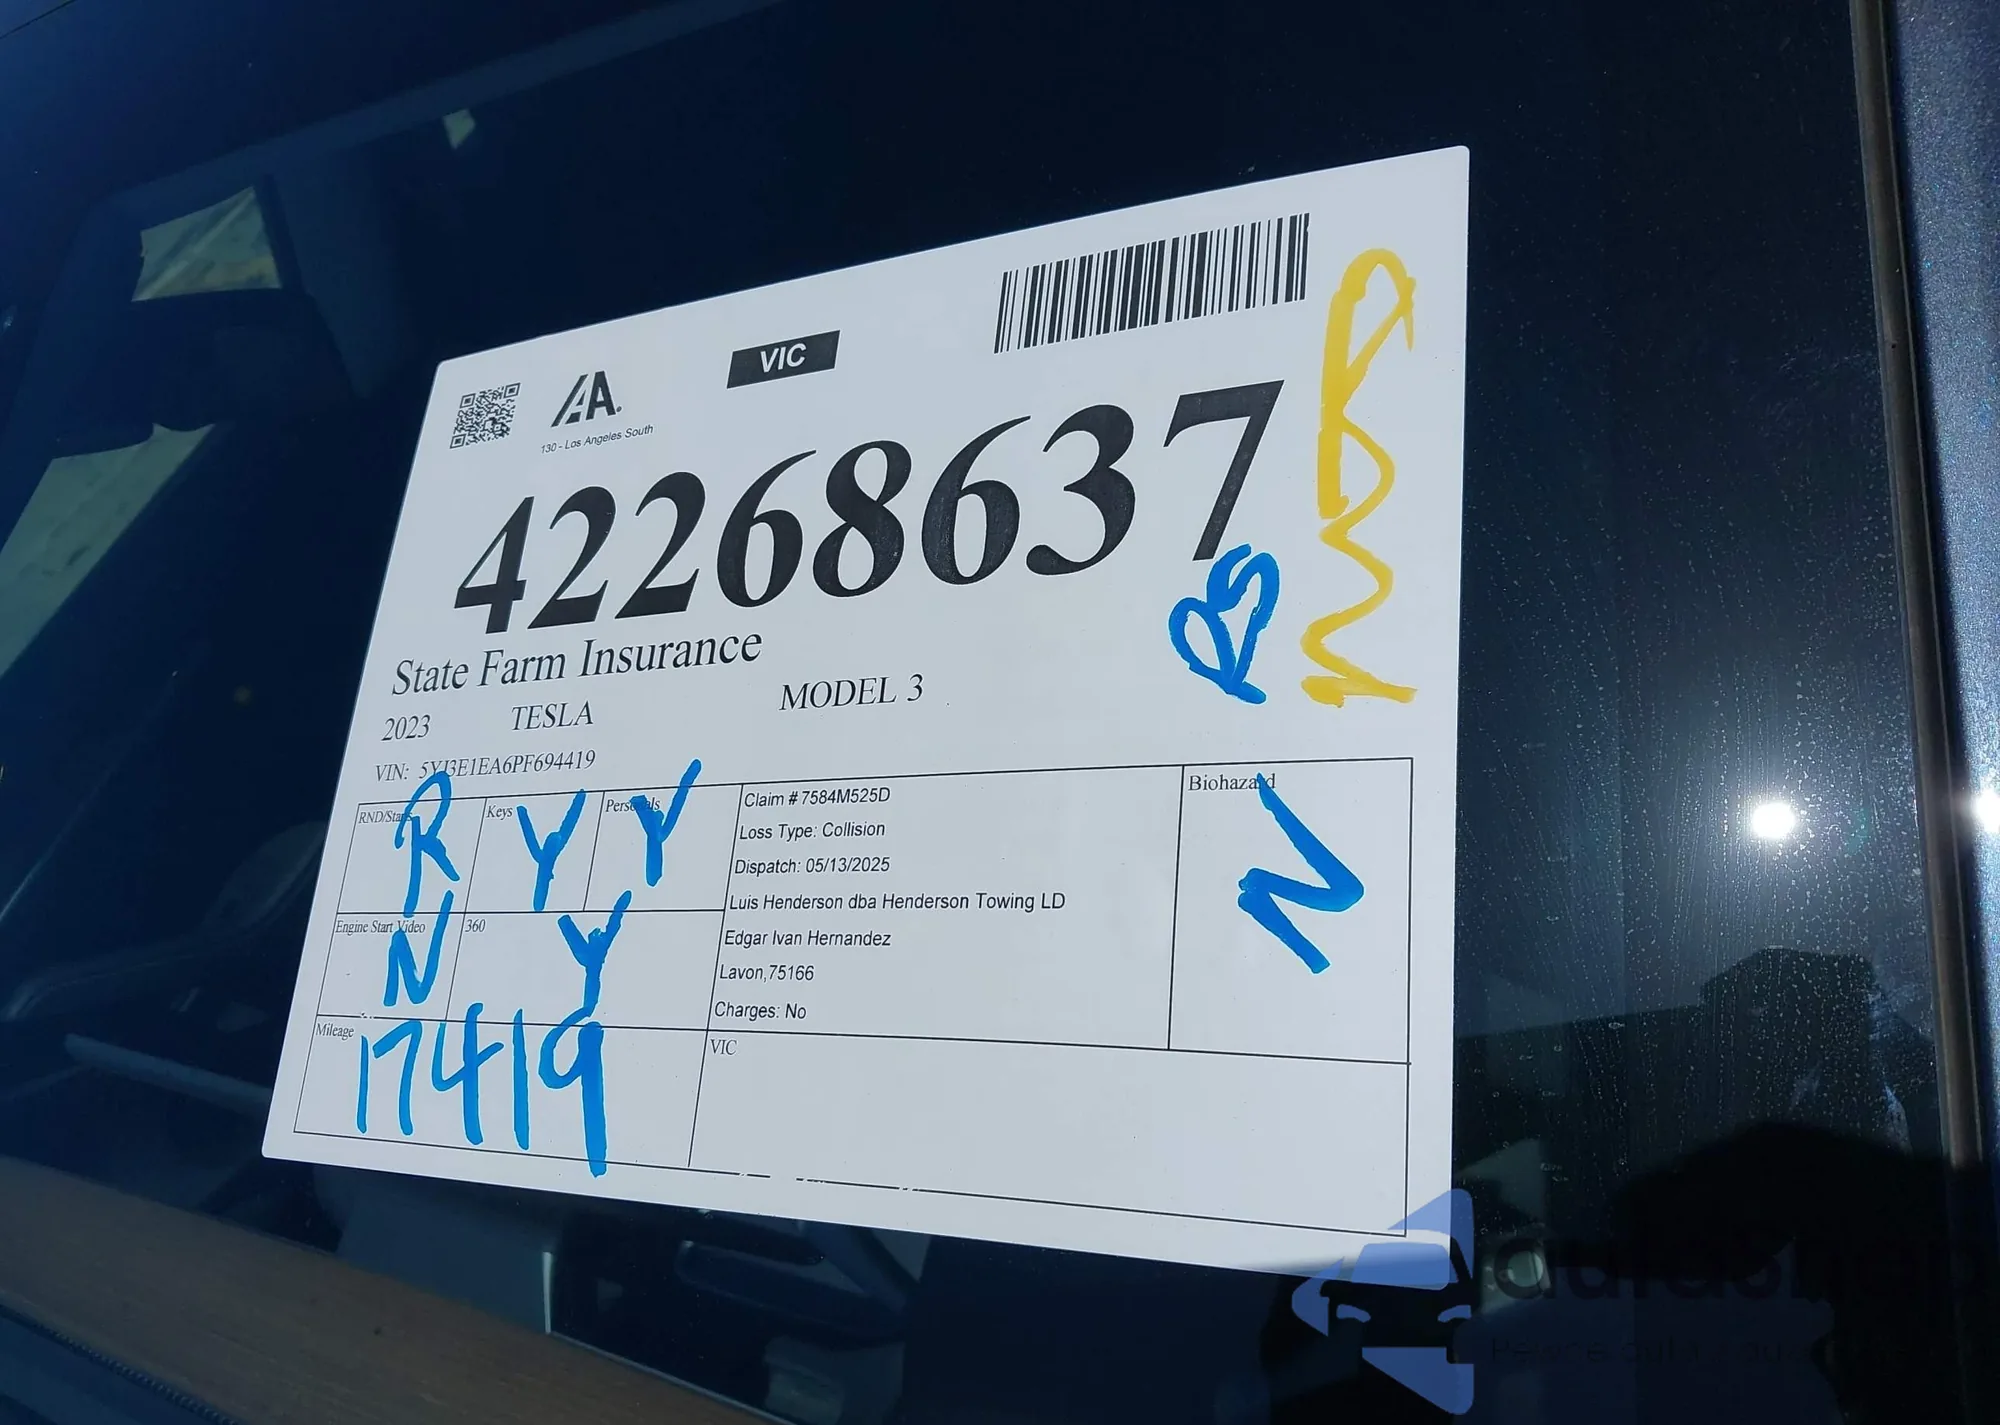 VIC
IAA.
130 - Los Angeles South
42268637
RS
State Farm Insurance
2023 TESLA MODEL 3
VIN: 5YJ3E1EA6PF694419
RND/Start R
Keys Y
Personals Y
Claim # 7584M525D
Loss Type: Collision
Dispatch: 05/13/2025
Luis Henderson dba Henderson Towing LD
Edgar Ivan Hernandez
Lavon,75166
Charges: No
Biohazard N
Engine Start Video N
360 Y
Mileage 17419
VIC